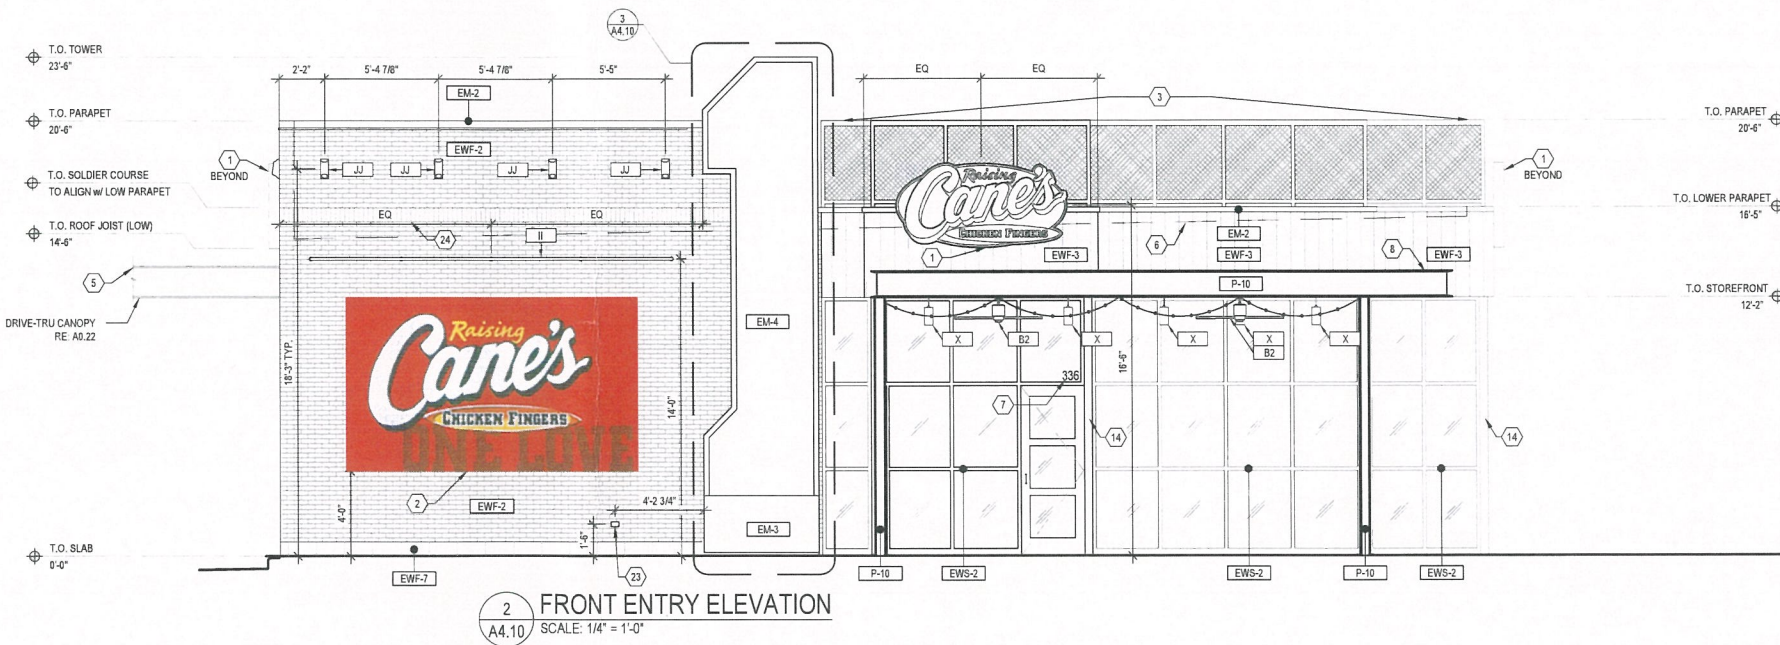 3
A4.10
T.O. TOWER
23'-6"
2'-2"
5'-4 7/8"
5'-4 7/8"
5'-5"
EQ
EQ
EM-2
3
T.O. PARAPET
20'-6"
T.O. PARAPET
20'-6"
EWF-2
1
BEYOND
JJ
JJ
JJ
JJ
1
BEYOND
T.O. SOLDIER COURSE
TO ALIGN w/ LOW PARAPET
Raising
Cane's
CHICKEN FINGERS
T.O. LOWER PARAPET
16'-5"
EQ
EQ
T.O. ROOF JOIST (LOW)
14'-6"
24
II
EM-2
6
1
EWF-3
EWF-3
8
EWF-3
5
P-10
T.O. STOREFRONT
12'-2"
DRIVE-TRU CANOPY
RE: A0.22
EM-4
Raising
Cane's
CHICKEN FINGERS
ONE LOVE
X
B2
X
X
X
B2
X
18'-3" TYP.
14'-0"
16'-6"
336
7
14
14
2
EWF-2
4'-0"
4'-2 3/4"
1'-6"
EM-3
T.O. SLAB
0'-0"
EWF-7
23
P-10
EWS-2
EWS-2
P-10
EWS-2
2
A4.10
FRONT ENTRY ELEVATION
SCALE: 1/4" = 1'-0"